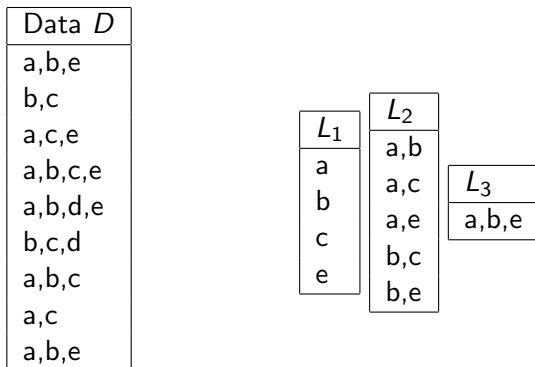 Data D
a,b,e
b,c
a,c,e
a,b,c,e
a,b,d,e
b,c,d
a,b,c
a,c
a,b,e
L₁
a
b
c
e
L₂
a,b
a,c
a,e
b,c
b,e
L₃
a,b,e